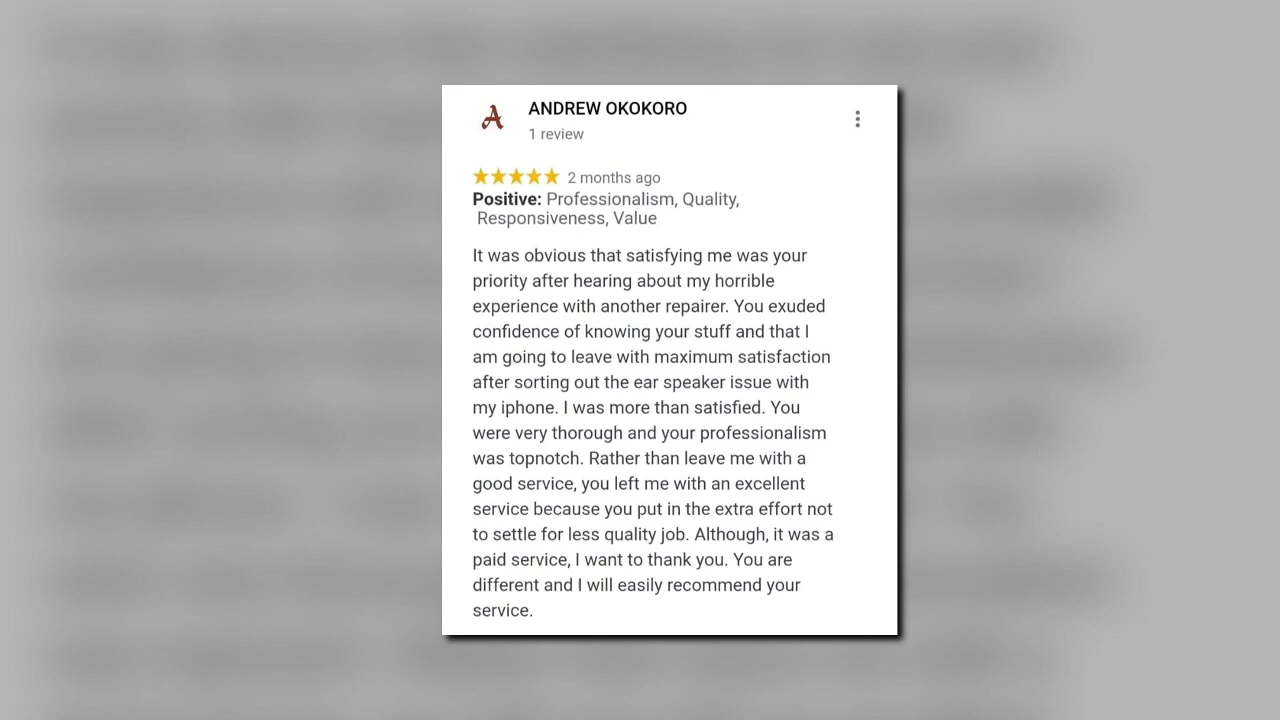 A
ANDREW OKOKORO
1 review
2 months ago
Positive: Professionalism, Quality,
Responsiveness, Value
It was obvious that satisfying me was your
priority after hearing about my horrible
experience with another repairer. You exuded
confidence of knowing your stuff and that I
am going to leave with maximum satisfaction
after sorting out the ear speaker issue with
my iphone. I was more than satisfied. You
were very thorough and your professionalism
was topnotch. Rather than leave me with a
good service, you left me with an excellent
service because you put in the extra effort not
to settle for less quality job. Although, it was a
paid service, I want to thank you. You are
different and I will easily recommend your
service.